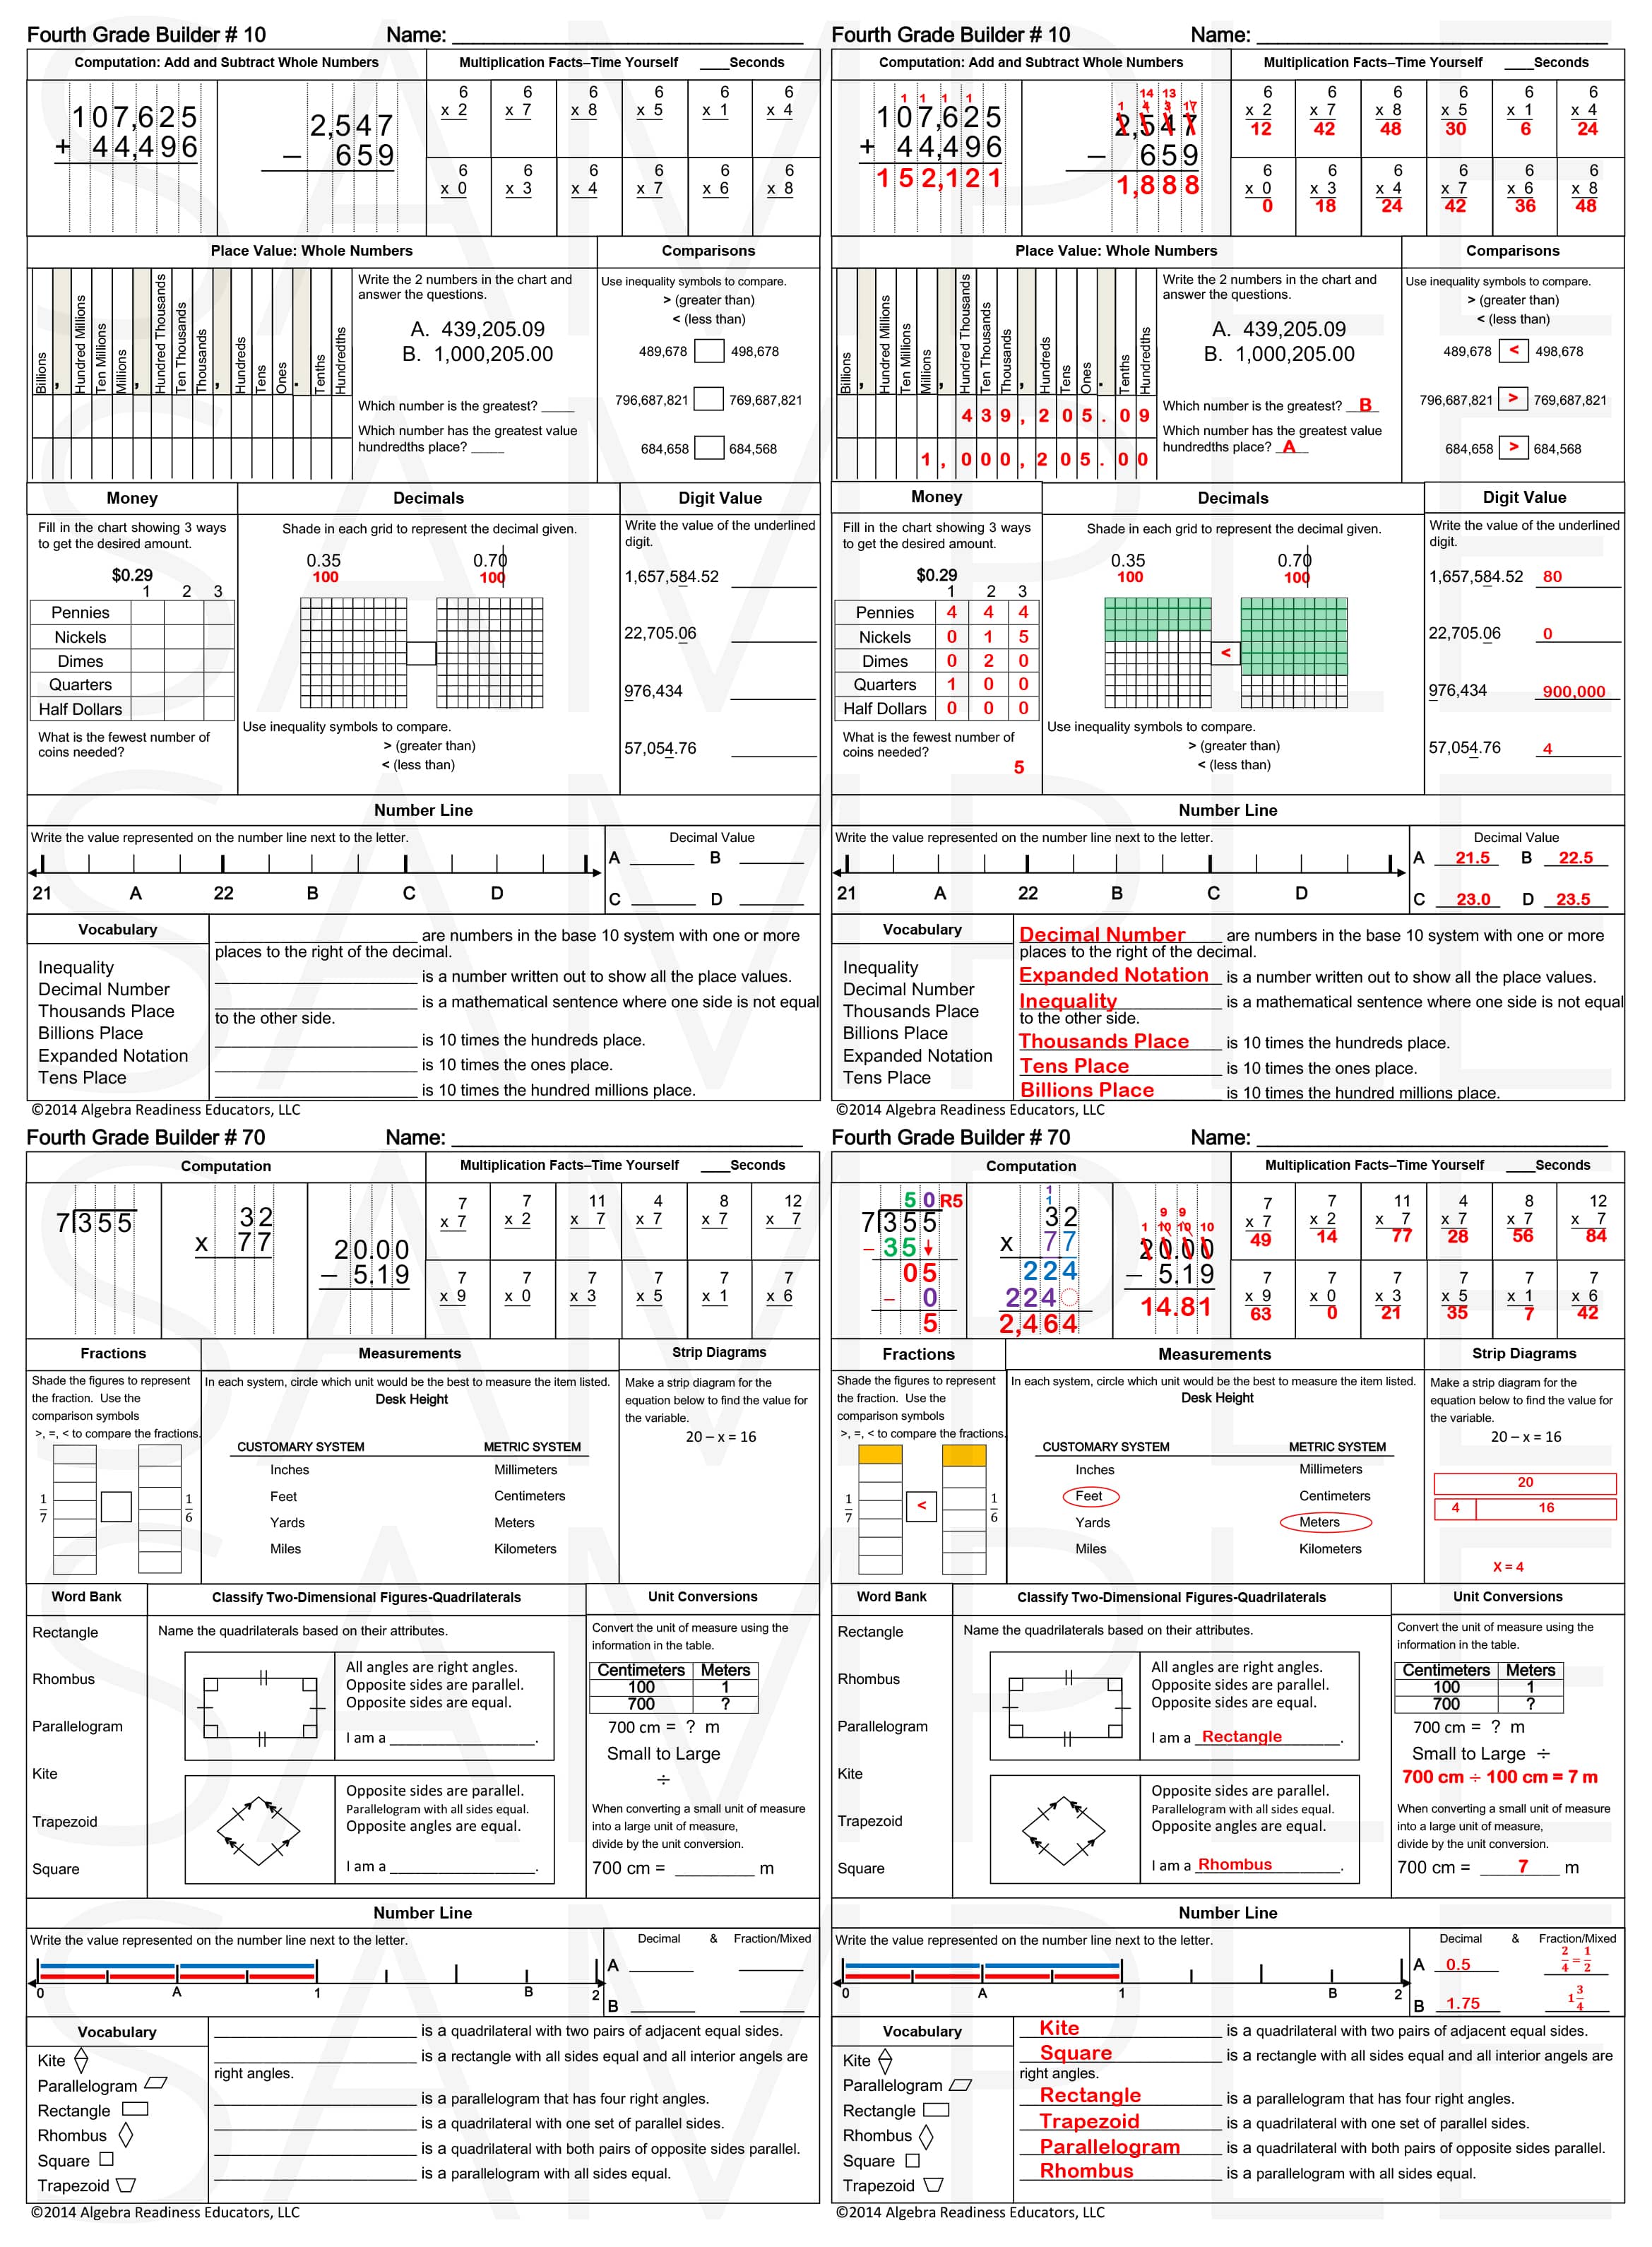 SAMPLE
SAMPLE
SAMPLE
Fourth Grade Builder # 10 Name: ____________________
Computation: Add and Subtract Whole Numbers
Multiplication Facts–Time Yourself ____Seconds
107,625
+ 44,496
2,547
– 659
6 6 6 6 6 6
x 2 x 7 x 8 x 5 x 1 x 4
6 6 6 6 6 6
x 0 x 3 x 4 x 7 x 6 x 8
Place Value: Whole Numbers
Billions
,
Hundred Millions
Ten Millions
Millions
,
Hundred Thousands
Ten Thousands
Thousands
,
Hundreds
Tens
Ones
.
Tenths
Hundredths
Write the 2 numbers in the chart and
answer the questions.
A. 439,205.09
B. 1,000,205.00
Which number is the greatest? ____
Which number has the greatest value
hundredths place? ____
Comparisons
Use inequality symbols to compare.
> (greater than)
< (less than)
489,678 498,678
796,687,821 769,687,821
684,658 684,568
Money
Fill in the chart showing 3 ways
to get the desired amount.
$0.29
1 2 3
Pennies
Nickels
Dimes
Quarters
Half Dollars
What is the fewest number of
coins needed?
Decimals
Shade in each grid to represent the decimal given.
0.35 0.70
100 100
Use inequality symbols to compare.
> (greater than)
< (less than)
Digit Value
Write the value of the underlined
digit.
1,657,584.52 ________
22,705.06 ________
976,434 ________
57,054.76 ________
Number Line
Write the value represented on the number line next to the letter.
21 A 22 B C D
Decimal Value
A ______ B ______
C ______ D ______
Vocabulary
Inequality
Decimal Number
Thousands Place
Billions Place
Expanded Notation
Tens Place
____________________ are numbers in the base 10 system with one or more
places to the right of the decimal.
____________________ is a number written out to show all the place values.
____________________ is a mathematical sentence where one side is not equal
to the other side.
____________________ is 10 times the hundreds place.
____________________ is 10 times the ones place.
____________________ is 10 times the hundred millions place.
©2014 Algebra Readiness Educators, LLC
Fourth Grade Builder # 10 Name: ____________________
Computation: Add and Subtract Whole Numbers
Multiplication Facts–Time Yourself ____Seconds
1 1 1 1
107,625
+ 44,496
152,121
14 13
1 4 3 17
2,547
– 659
1,888
6 6 6 6 6 6
x 2 x 7 x 8 x 5 x 1 x 4
12 42 48 30 6 24
6 6 6 6 6 6
x 0 x 3 x 4 x 7 x 6 x 8
0 18 24 42 36 48
Place Value: Whole Numbers
Billions
,
Hundred Millions
Ten Millions
Millions
,
Hundred Thousands
Ten Thousands
Thousands
,
Hundreds
Tens
Ones
.
Tenths
Hundredths
439,205.09
1,000,205.00
Write the 2 numbers in the chart and
answer the questions.
A. 439,205.09
B. 1,000,205.00
Which number is the greatest? B
Which number has the greatest value
hundredths place? A
Comparisons
Use inequality symbols to compare.
> (greater than)
< (less than)
489,678 < 498,678
796,687,821 > 769,687,821
684,658 > 684,568
Money
Fill in the chart showing 3 ways
to get the desired amount.
$0.29
1 2 3
Pennies 4 4 4
Nickels 0 1 5
Dimes 0 2 0
Quarters 1 0 0
Half Dollars 0 0 0
What is the fewest number of
coins needed?
5
Decimals
Shade in each grid to represent the decimal given.
0.35 0.70
100 100
<
Use inequality symbols to compare.
> (greater than)
< (less than)
Digit Value
Write the value of the underlined
digit.
1,657,584.52 80
22,705.06 0
976,434 900,000
57,054.76 4
Number Line
Write the value represented on the number line next to the letter.
21 A 22 B C D
Decimal Value
A 21.5 B 22.5
C 23.0 D 23.5
Vocabulary
Inequality
Decimal Number
Thousands Place
Billions Place
Expanded Notation
Tens Place
Decimal Number are numbers in the base 10 system with one or more
places to the right of the decimal.
Expanded Notation is a number written out to show all the place values.
Inequality is a mathematical sentence where one side is not equal
to the other side.
Thousands Place is 10 times the hundreds place.
Tens Place is 10 times the ones place.
Billions Place is 10 times the hundred millions place.
©2014 Algebra Readiness Educators, LLC
Fourth Grade Builder # 70 Name: ____________________
Computation
Multiplication Facts–Time Yourself ____Seconds
7 355
32
x 77
20.00
– 5.19
7 7 11 4 8 12
x 7 x 2 x 7 x 7 x 7 x 7
7 7 7 7 7 7
x 9 x 0 x 3 x 5 x 1 x 6
Fractions
Shade the figures to represent
the fraction. Use the
comparison symbols
>, =, < to compare the fractions.
1/7 1/6
Measurements
In each system, circle which unit would be the best to measure the item listed.
Desk Height
CUSTOMARY SYSTEM METRIC SYSTEM
Inches Millimeters
Feet Centimeters
Yards Meters
Miles Kilometers
Strip Diagrams
Make a strip diagram for the
equation below to find the value for
the variable.
20 – x = 16
Word Bank
Rectangle
Rhombus
Parallelogram
Kite
Trapezoid
Square
Classify Two-Dimensional Figures-Quadrilaterals
Name the quadrilaterals based on their attributes.
All angles are right angles.
Opposite sides are parallel.
Opposite sides are equal.
I am a ________________.
Opposite sides are parallel.
Parallelogram with all sides equal.
Opposite angles are equal.
I am a ________________.
Unit Conversions
Convert the unit of measure using the
information in the table.
Centimeters Meters
100 1
700 ?
700 cm = ? m
Small to Large
÷
When converting a small unit of measure
into a large unit of measure,
divide by the unit conversion.
700 cm = ________ m
Number Line
Write the value represented on the number line next to the letter.
0 A 1 B 2
Decimal & Fraction/Mixed
A ______ ______
B ______ ______
Vocabulary
Kite
Parallelogram
Rectangle
Rhombus
Square
Trapezoid
____________________ is a quadrilateral with two pairs of adjacent equal sides.
____________________ is a rectangle with all sides equal and all interior angels are
right angles.
____________________ is a parallelogram that has four right angles.
____________________ is a quadrilateral with one set of parallel sides.
____________________ is a quadrilateral with both pairs of opposite sides parallel.
____________________ is a parallelogram with all sides equal.
©2014 Algebra Readiness Educators, LLC
Fourth Grade Builder # 70 Name: ____________________
Computation
Multiplication Facts–Time Yourself ____Seconds
50 R5
7 355
– 35
05
– 0
5
1
1
32
x 77
224
224
2,464
9 9
1 10 10 10
20.00
– 5.19
14.81
7 7 11 4 8 12
x 7 x 2 x 7 x 7 x 7 x 7
49 14 77 28 56 84
7 7 7 7 7 7
x 9 x 0 x 3 x 5 x 1 x 6
63 0 21 35 7 42
Fractions
Shade the figures to represent
the fraction. Use the
comparison symbols
>, =, < to compare the fractions.
1/7 < 1/6
Measurements
In each system, circle which unit would be the best to measure the item listed.
Desk Height
CUSTOMARY SYSTEM METRIC SYSTEM
Inches Millimeters
Feet Centimeters
Yards Meters
Miles Kilometers
Strip Diagrams
Make a strip diagram for the
equation below to find the value for
the variable.
20 – x = 16
20
4 16
X = 4
Word Bank
Rectangle
Rhombus
Parallelogram
Kite
Trapezoid
Square
Classify Two-Dimensional Figures-Quadrilaterals
Name the quadrilaterals based on their attributes.
All angles are right angles.
Opposite sides are parallel.
Opposite sides are equal.
I am a Rectangle.
Opposite sides are parallel.
Parallelogram with all sides equal.
Opposite angles are equal.
I am a Rhombus.
Unit Conversions
Convert the unit of measure using the
information in the table.
Centimeters Meters
100 1
700 ?
700 cm = ? m
Small to Large ÷
700 cm ÷ 100 cm = 7 m
When converting a small unit of measure
into a large unit of measure,
divide by the unit conversion.
700 cm = 7 m
Number Line
Write the value represented on the number line next to the letter.
0 A 1 B 2
Decimal & Fraction/Mixed
A 0.5 2/4 = 1/2
B 1.75 1 3/4
Vocabulary
Kite
Parallelogram
Rectangle
Rhombus
Square
Trapezoid
Kite is a quadrilateral with two pairs of adjacent equal sides.
Square is a rectangle with all sides equal and all interior angels are
right angles.
Rectangle is a parallelogram that has four right angles.
Trapezoid is a quadrilateral with one set of parallel sides.
Parallelogram is a quadrilateral with both pairs of opposite sides parallel.
Rhombus is a parallelogram with all sides equal.
©2014 Algebra Readiness Educators, LLC